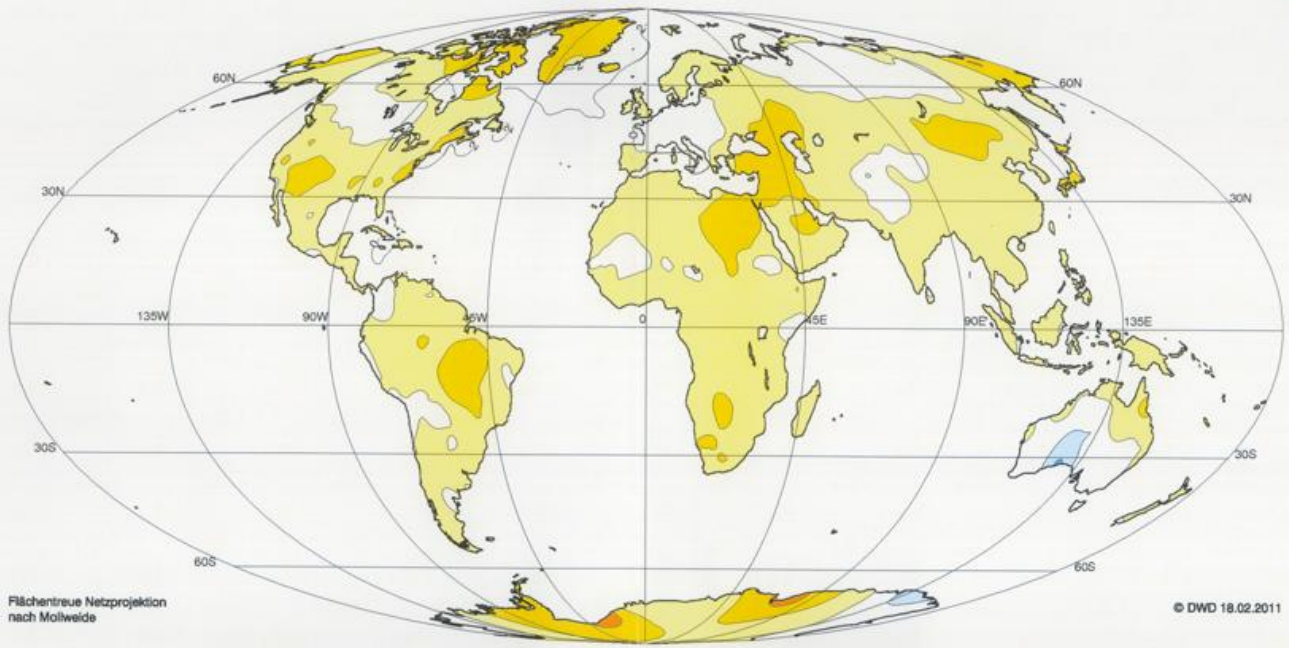 60N
60N
30N
30N
135W
90W
45W
0
45E
90E
135E
30S
30S
60S
60S
Flächentreue Netzprojektion
nach Mollweide
© DWD 18.02.2011